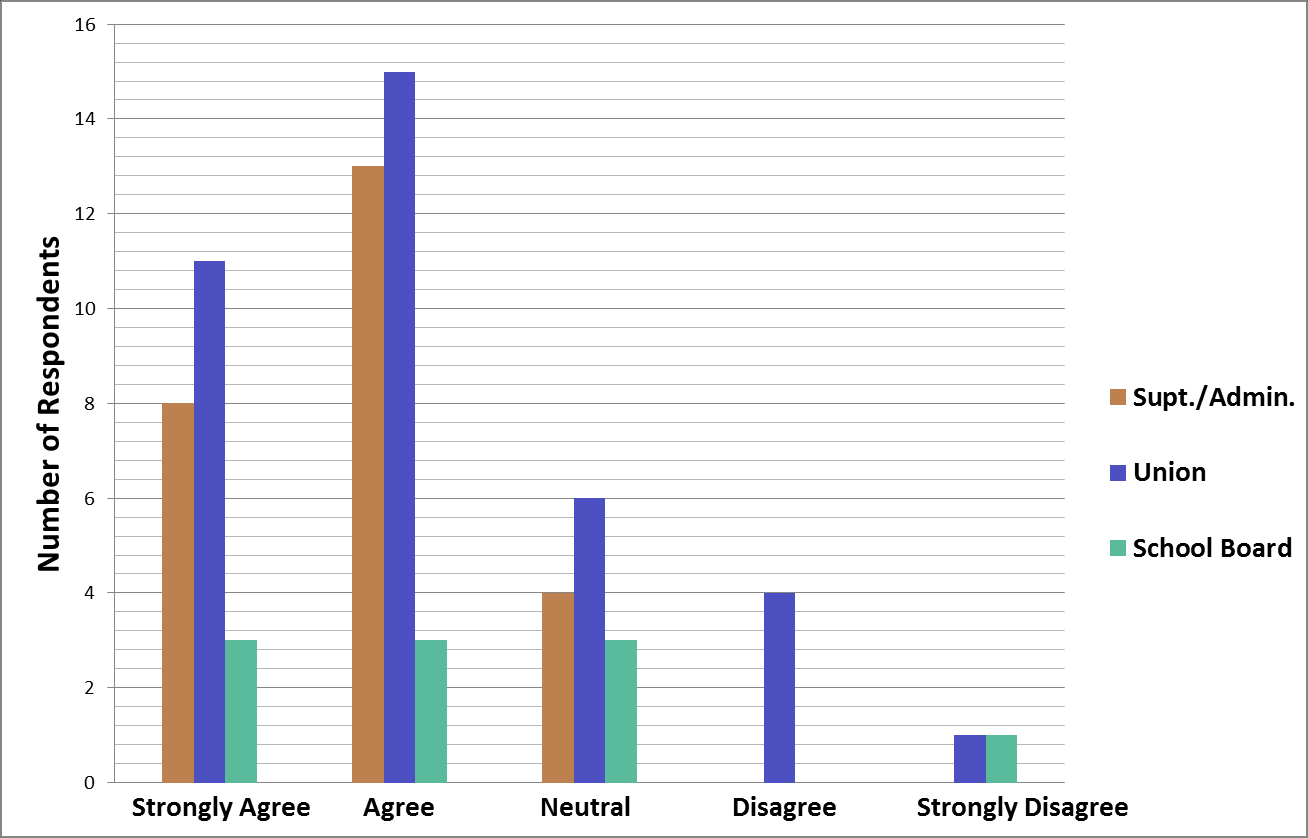 16
14
12
10
8
6
4
2
0
Number of Respondents
Strongly Agree
Agree
Neutral
Disagree
Strongly Disagree
Supt./Admin.
Union
School Board